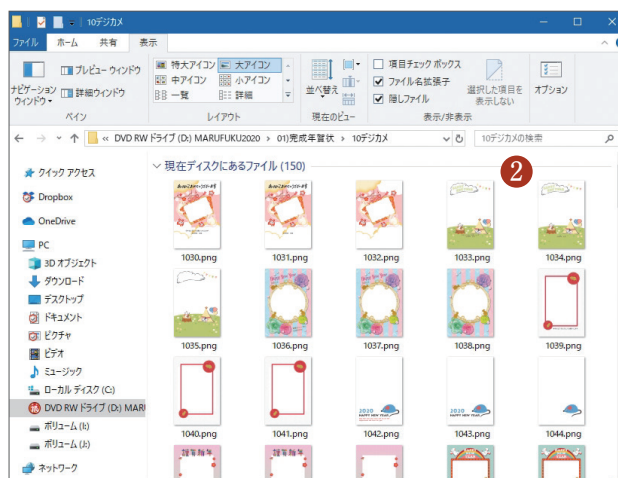 10デジカメ
ファイル ホーム 共有 表示
ナビゲーション ウィンドウ
プレビュー ウィンドウ
詳細ウィンドウ
ペイン
特大アイコン 大アイコン
中アイコン 小アイコン
一覧 詳細
レイアウト
並べ替え
現在のビュー
項目チェック ボックス
ファイル名拡張子
隠しファイル
選択した項目を
表示しない
表示/非表示
オプション
« DVD RW ドライブ (D:) MARUFUKU2020 › 01)完成年賀状 › 10デジカメ
10デジカメの検索
クイック アクセス
Dropbox
OneDrive
PC
3D オブジェクト
ダウンロード
デスクトップ
ドキュメント
ピクチャ
ビデオ
ミュージック
ローカル ディスク (C:)
DVD RW ドライブ (D:) MAR
ボリューム (I:)
ボリューム (J:)
ネットワーク
現在ディスクにあるファイル (150)
2
1030.png 1031.png 1032.png 1033.png 1034.png
1035.png 1036.png 1037.png 1038.png 1039.png
2020 2020
HAPPY NEW YEAR
1040.png 1041.png 1042.png 1043.png 1044.png
謹賀新年 謹賀新年